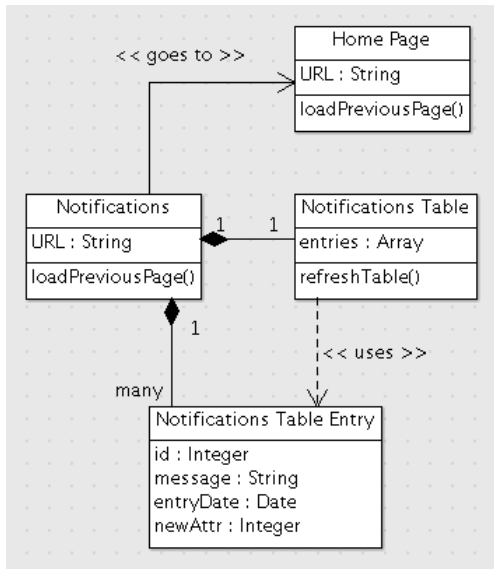 Home Page
<< goes to >>
URL : String
loadPreviousPage()
Notifications
URL : String
loadPreviousPage()
1
1
Notifications Table
entries : Array
refreshTable()
1
<< uses >>
many
Notifications Table Entry
id : Integer
message : String
entryDate : Date
newAttr : Integer